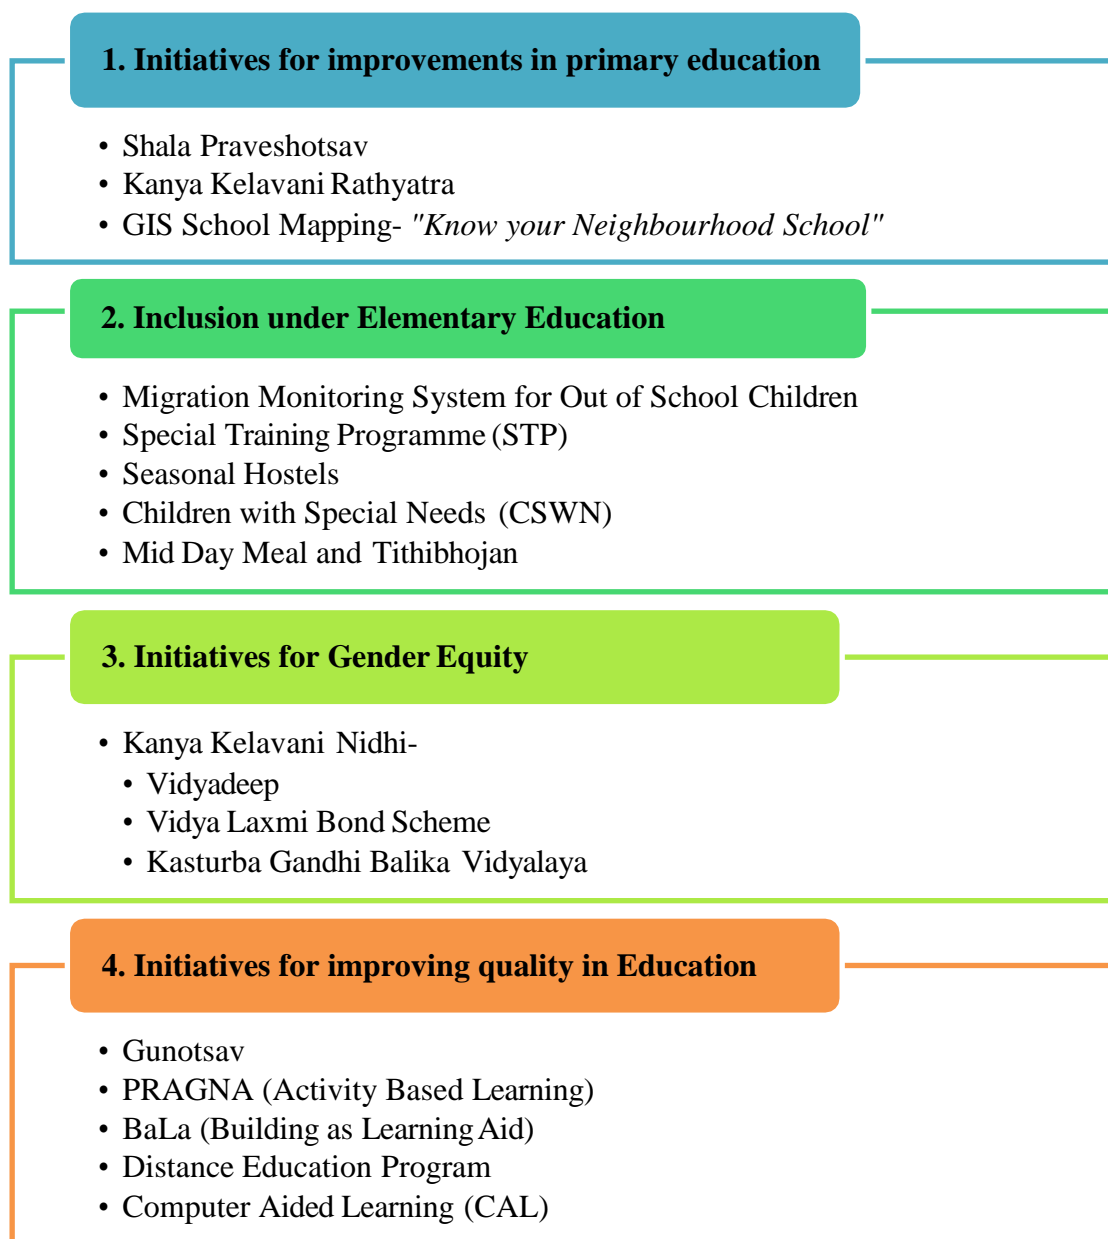 1. Initiatives for improvements in primary education
• Shala Praveshotsav
• Kanya Kelavani Rathyatra
• GIS School Mapping- "Know your Neighbourhood School"
2. Inclusion under Elementary Education
• Migration Monitoring System for Out of School Children
• Special Training Programme (STP)
• Seasonal Hostels
• Children with Special Needs (CSWN)
• Mid Day Meal and Tithibhojan
3. Initiatives for Gender Equity
• Kanya Kelavani Nidhi-
• Vidyadeep
• Vidya Laxmi Bond Scheme
• Kasturba Gandhi Balika Vidyalaya
4. Initiatives for improving quality in Education
• Gunotsav
• PRAGNA (Activity Based Learning)
• BaLa (Building as Learning Aid)
• Distance Education Program
• Computer Aided Learning (CAL)